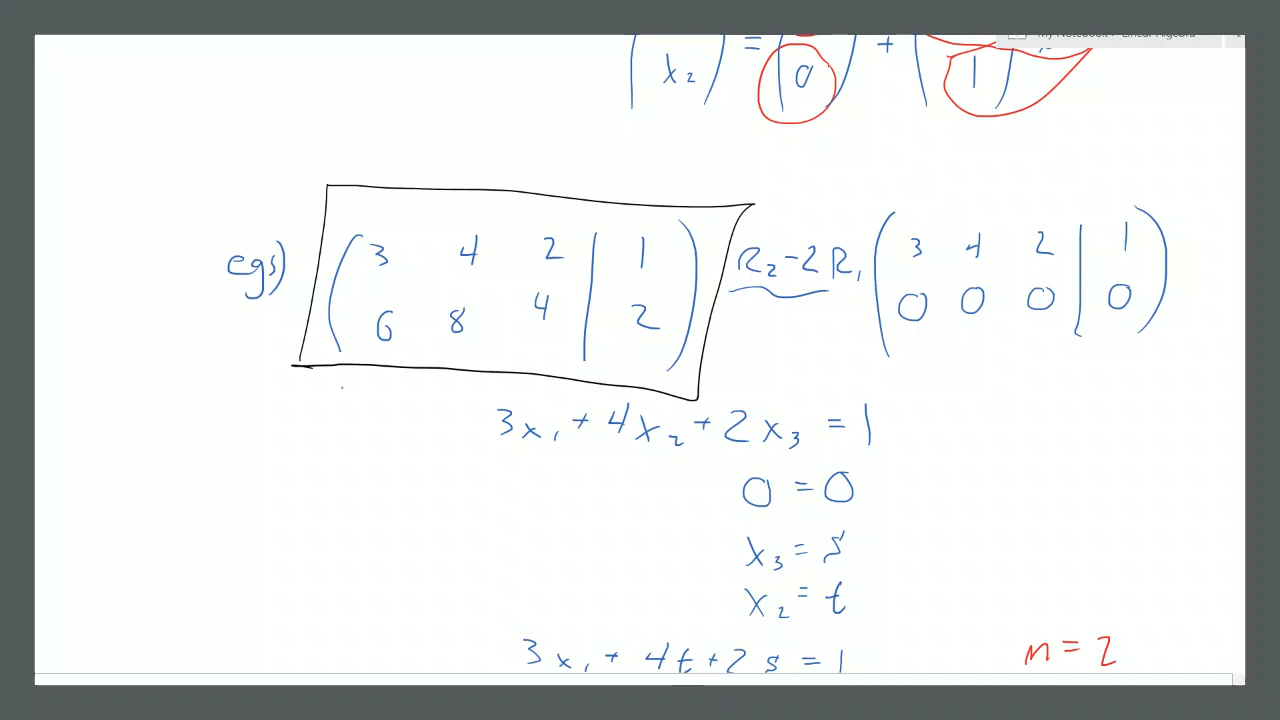 x₂ = 0 + 1
egs) ( 3 4 2 | 1 ) R₂-2R₁ ( 3 4 2 | 1 )
( 6 8 4 | 2 ) ( 0 0 0 | 0 )
3x₁ + 4x₂ + 2x₃ = 1
0 = 0
x₃ = s
x₂ = t
3x₁ + 4t + 2s = 1
m = 2